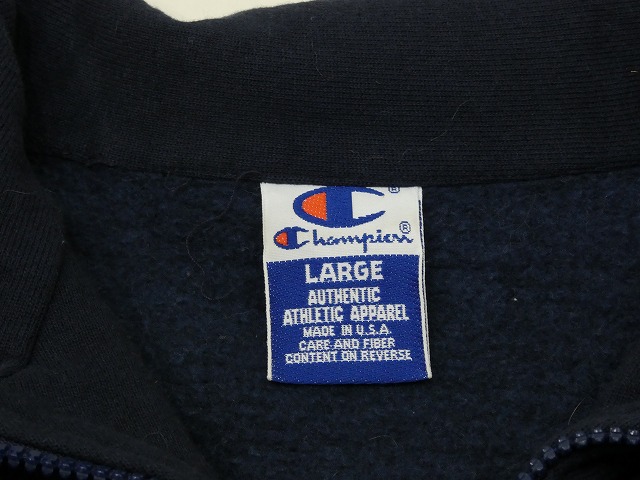 ®
Champion®
LARGE
AUTHENTIC
ATHLETIC APPAREL
MADE IN U.S.A.
CARE AND FIBER
CONTENT ON REVERSE